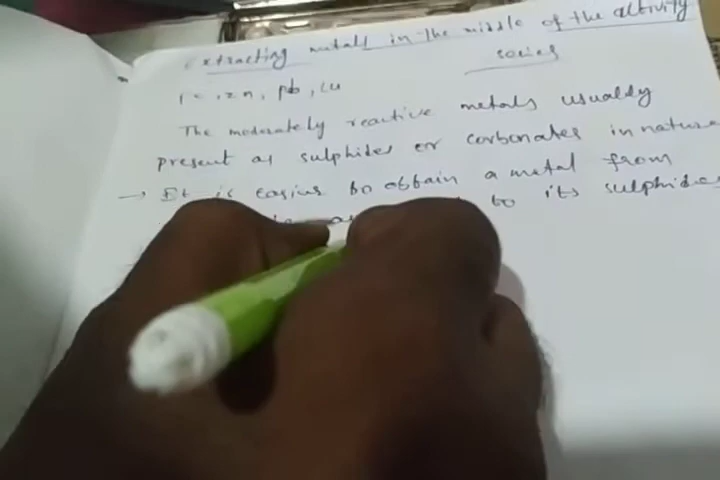 Extracting metals in the middle of the activity
series
Fe, Zn, pb, cu
The moderately reactive metals usually
present as sulphides or carbonates in nature
→ It is easier to obtain a metal from
to its sulphides